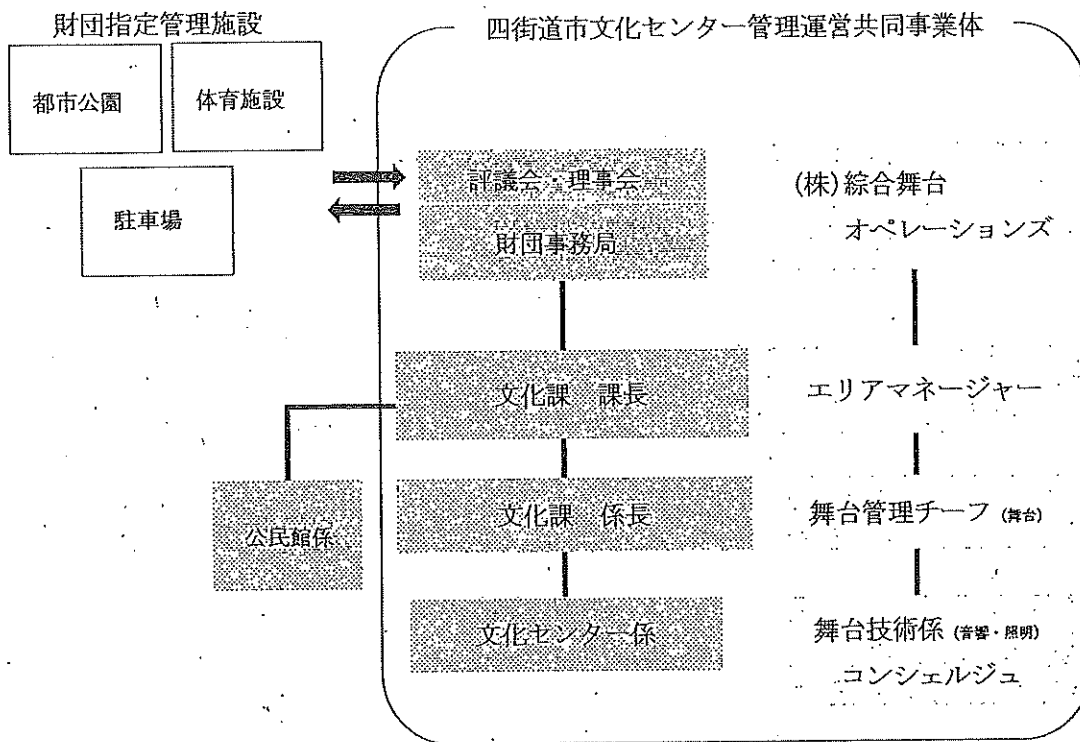 財団指定管理施設
都市公園
体育施設
駐車場
四街道市文化センター管理運営共同事業体
評議会・理事会
財団事務局
文化課 課長
文化課 係長
公民館係
文化センター係
(株)綜合舞台
オペレーションズ
エリアマネージャー
舞台管理チーフ (舞台)
舞台技術係 (音響・照明)
コンシェルジュ